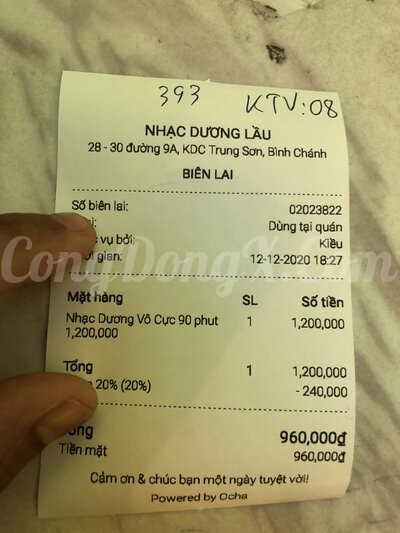 393 KTV:08
NHẠC DƯƠNG LẦU
28 - 30 đường 9A, KDC Trung Sơn, Bình Chánh
BIÊN LAI
Số biên lai: 02023822
Dùng tại quán
vụ bởi: Kiều
gian: 12-12-2020 18:27
CongDongX.Com
Mặt hàng SL Số tiền
Nhạc Dương Vô Cực 90 phut 1 1,200,000
1,200,000
Tổng 1 1,200,000
20% (20%) - 240,000
960,000₫
Tiền mặt 960,000₫
Cảm ơn & chúc bạn một ngày tuyệt vời!
Powered by Ocha